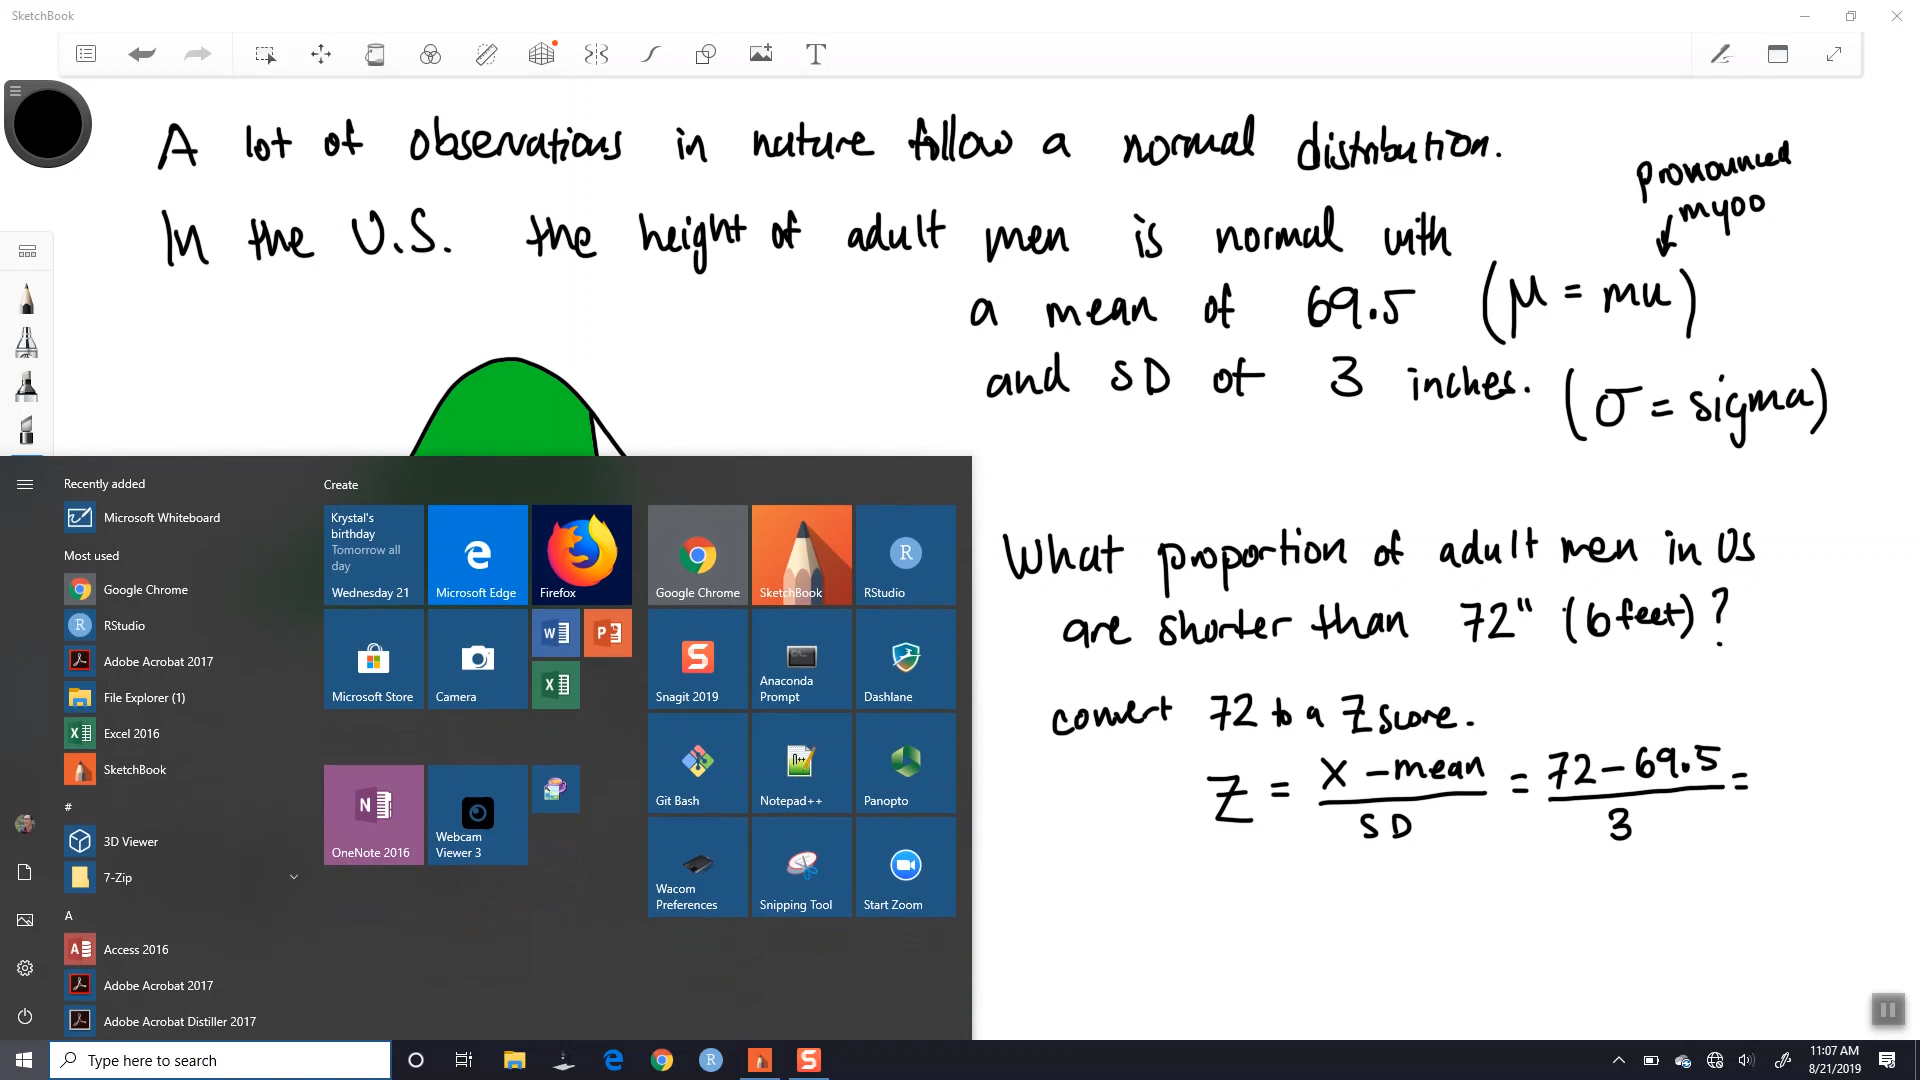 SketchBook
T
A lot of observations in nature follow a normal distribution.
pronounced
myoo
In the U.S. the height of adult men is normal with
a mean of 69.5 (μ = mu)
and SD of 3 inches. (σ = sigma)
What proportion of adult men in US
are shorter than 72" (6 feet)?
convert 72 to a Z score.
Z = X - mean / SD = 72 - 69.5 / 3 =
Recently added
Microsoft Whiteboard
Most used
Google Chrome
RStudio
Adobe Acrobat 2017
File Explorer (1)
Excel 2016
SketchBook
#
3D Viewer
7-Zip
A
Access 2016
Adobe Acrobat 2017
Adobe Acrobat Distiller 2017
Create
Krystal's
birthday
Tomorrow all
day
Wednesday 21
Microsoft Edge
Firefox
Google Chrome
SketchBook
RStudio
Microsoft Store
Camera
Snagit 2019
Anaconda
Prompt
Dashlane
OneNote 2016
Webcam
Viewer 3
Git Bash
Notepad++
Panopto
Wacom
Preferences
Snipping Tool
Start Zoom
Type here to search
11:07 AM
8/21/2019